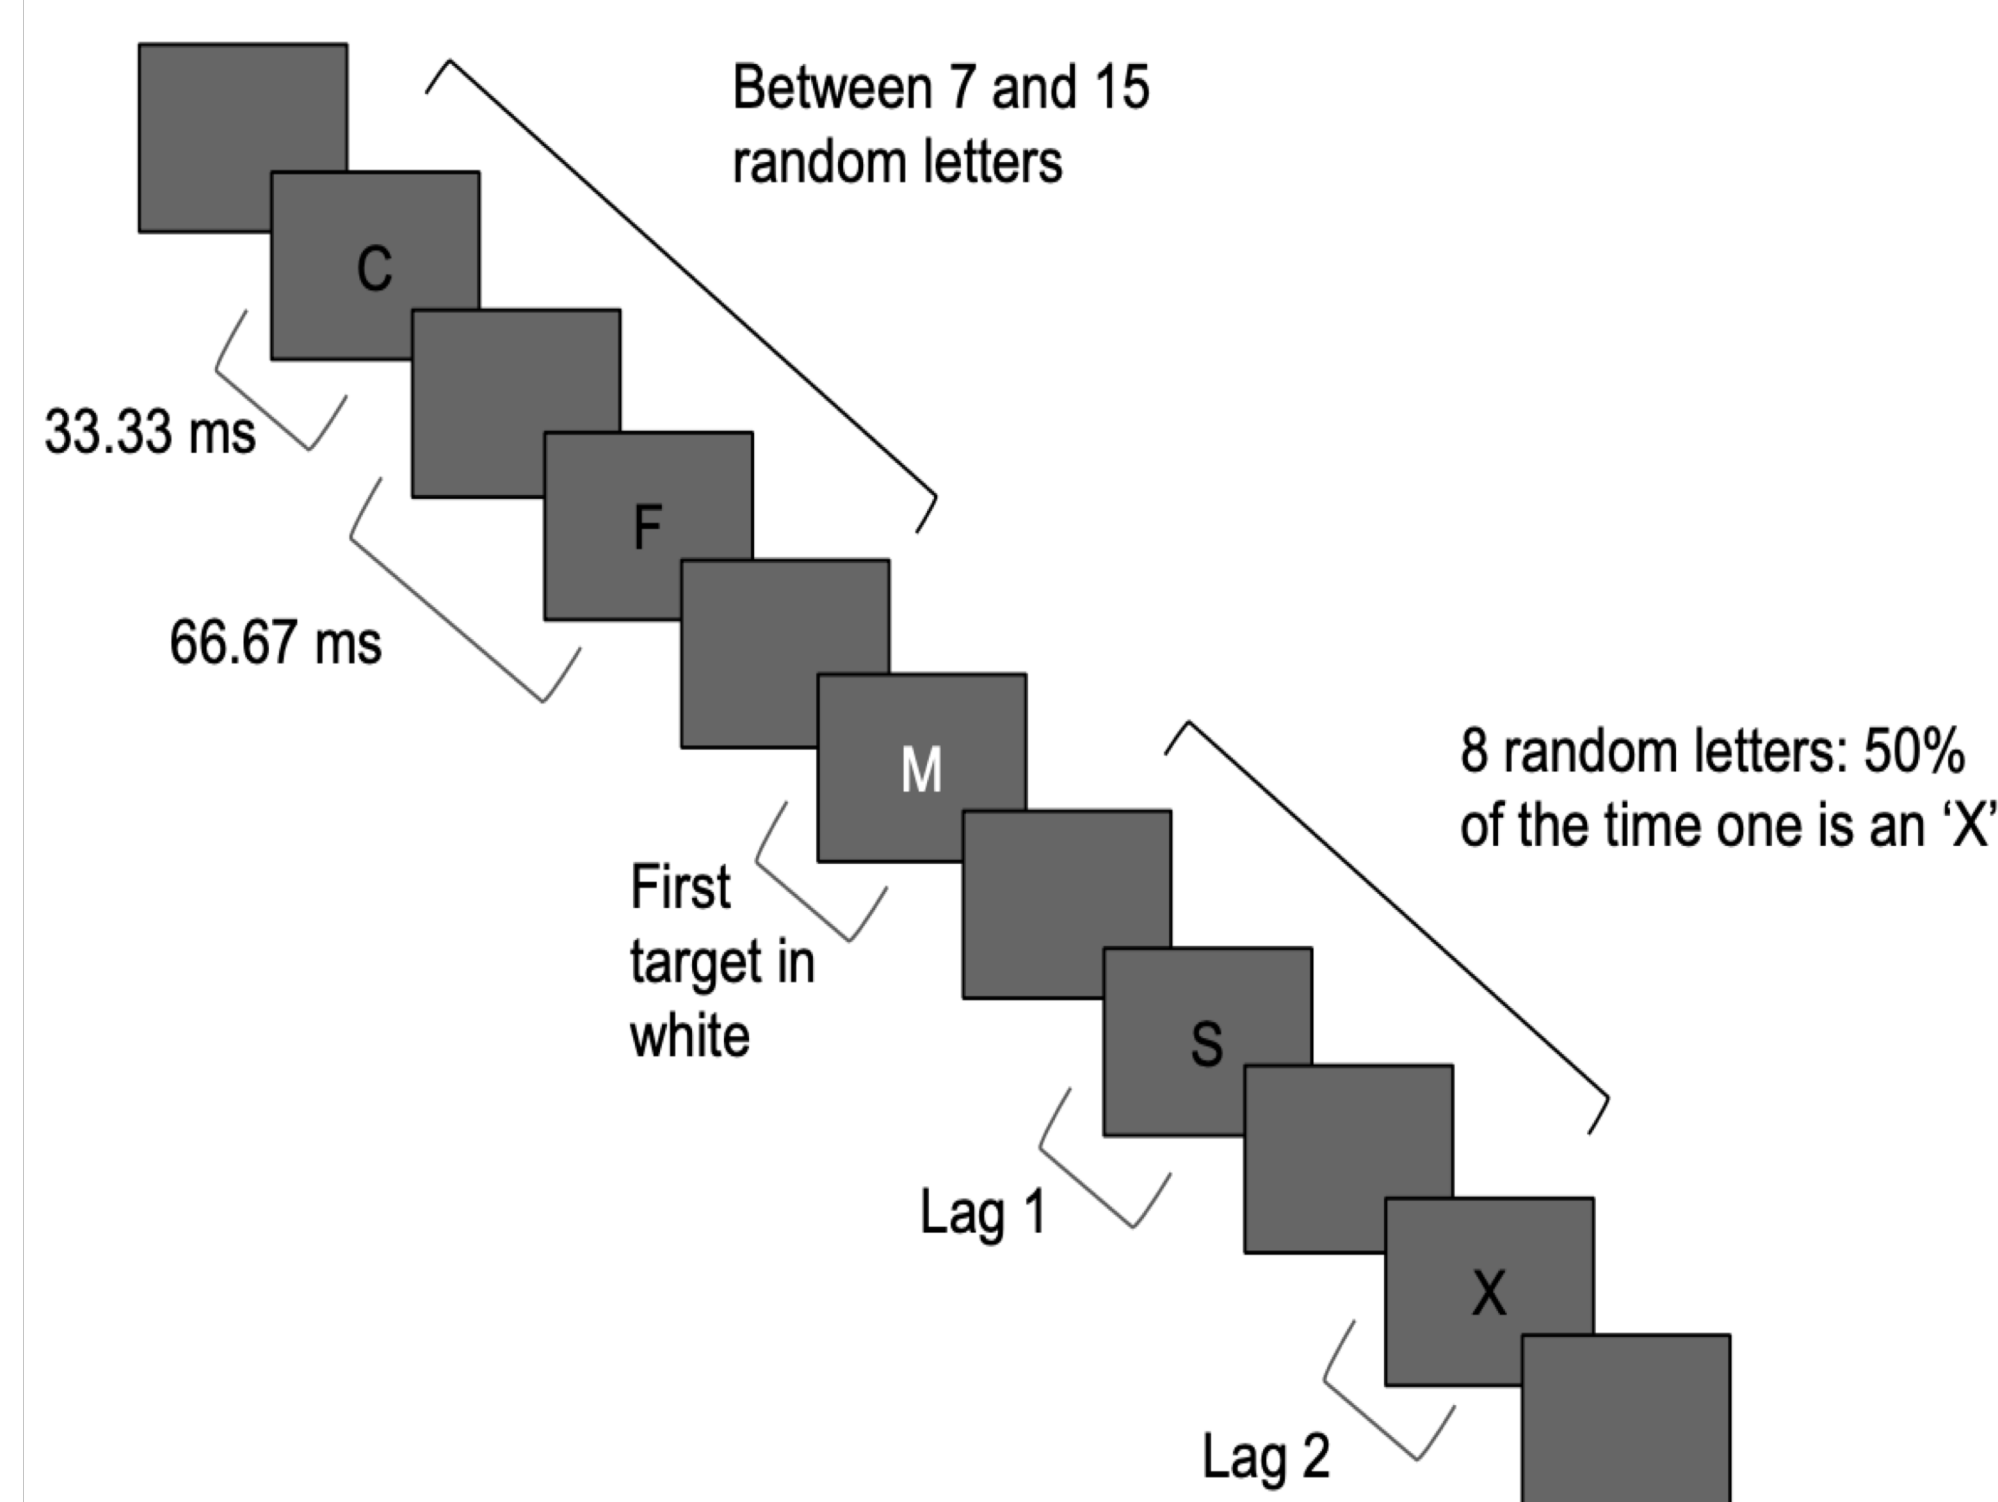 Between 7 and 15
random letters
C
33.33 ms
F
66.67 ms
M
8 random letters: 50%
of the time one is an ‘X’
First
target in
white
S
Lag 1
X
Lag 2